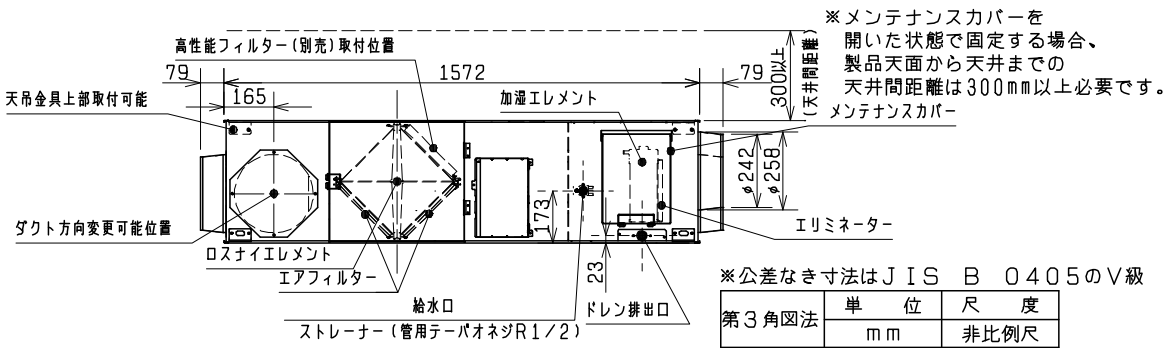 ※メンテナンスカバーを
開いた状態で固定する場合、
製品天面から天井までの
天井間距離は300mm以上必要です。
高性能フィルター(別売)取付位置
300以上
(天井間距離)
79
1572
79
天吊金具上部取付可能
165
加湿エレメント
メンテナンスカバー
φ242
φ258
173
23
ダクト方向変更可能位置
ロスナイエレメント
エアフィルター
エリミネーター
給水口
ストレーナー(管用テーパオネジR1/2)
ドレン排出口
※公差なき寸法はJIS B 0405のV級
第3角図法
単 位
尺 度
mm
非比例尺